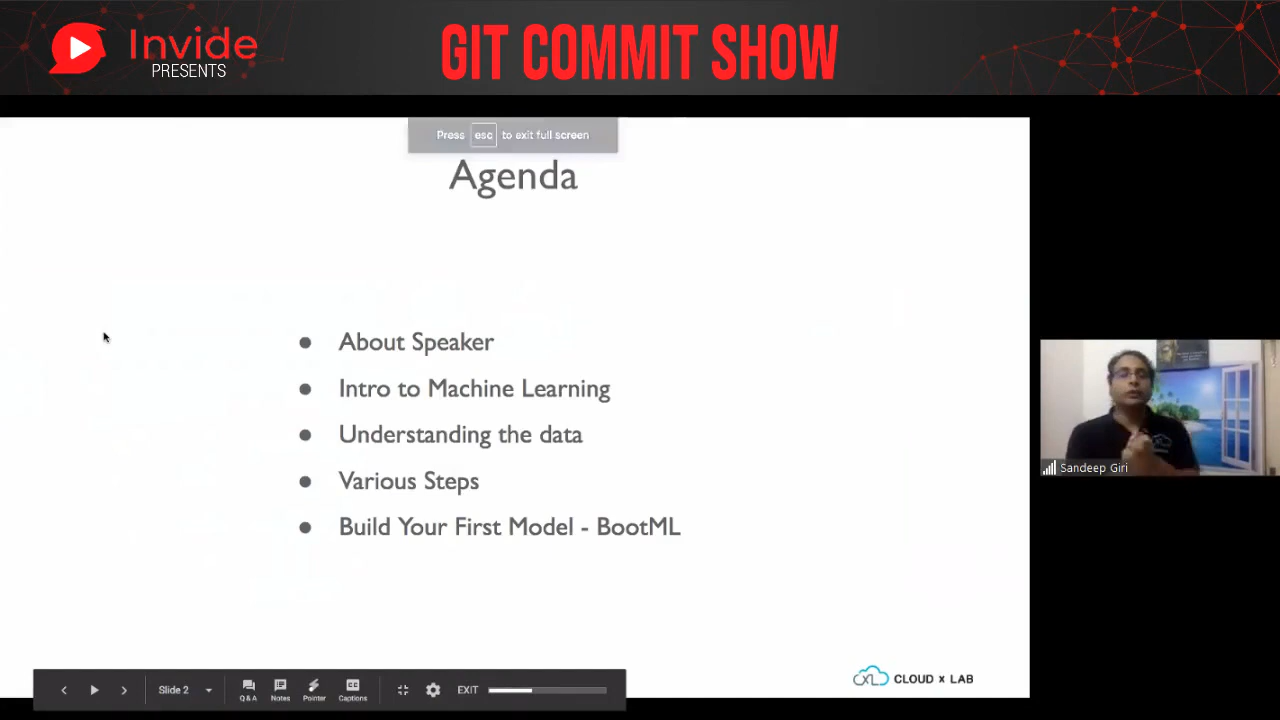 Invide
PRESENTS
GIT COMMIT SHOW
Press esc to exit full screen
Agenda
● About Speaker
● Intro to Machine Learning
● Understanding the data
● Various Steps
● Build Your First Model - BootML
Sandeep Giri
Slide 2
Q&A
Notes
Pointer
Captions
EXIT
CLOUD x LAB